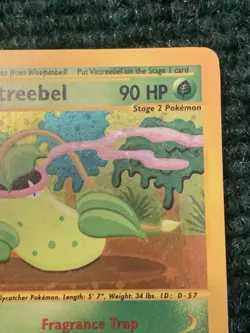 from Weepinbell Put Victreebel on the Stage 1 card
treebel 90 HP
Stage 2 Pokémon
lycatcher Pokémon. Length: 5' 7", Weight: 34 lbs. ID: D-57
Fragrance Trap